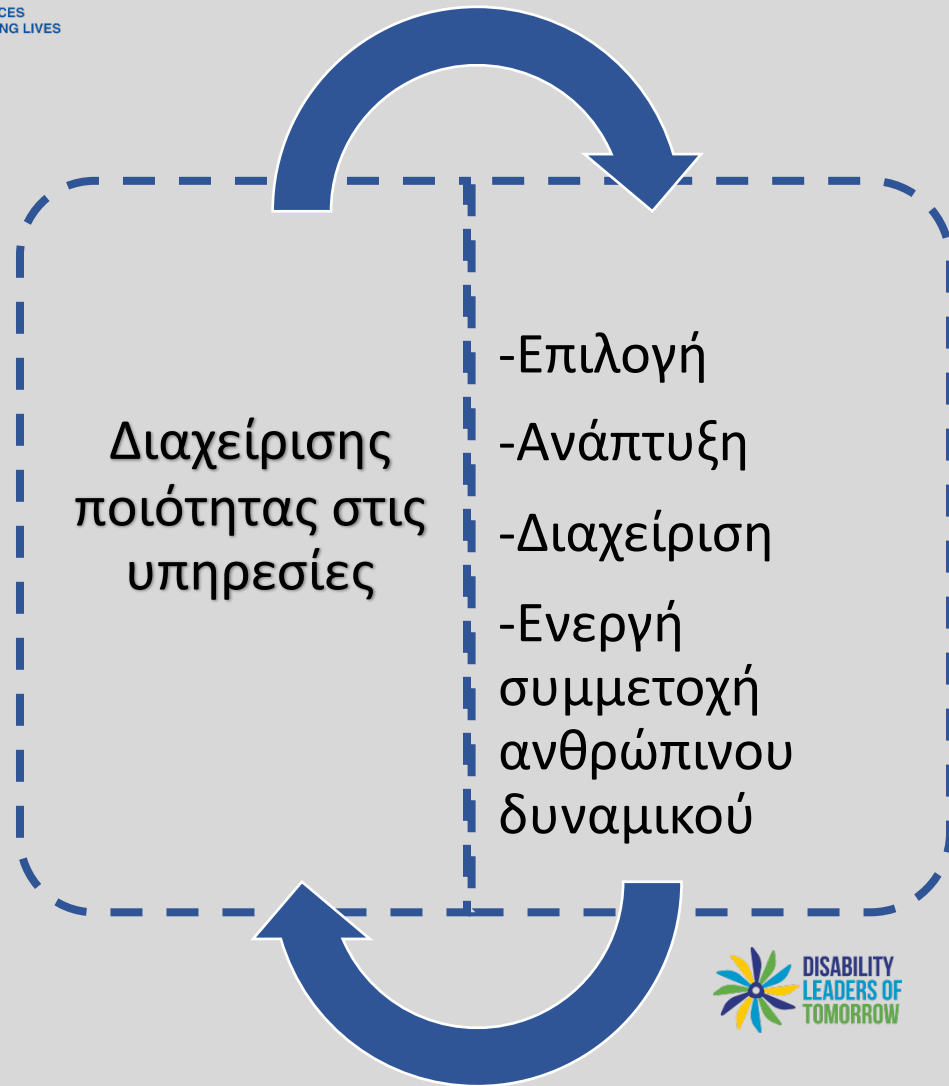 CES
NG LIVES
Διαχείρισης
ποιότητας στις
υπηρεσίες
-Επιλογή
-Ανάπτυξη
-Διαχείριση
-Ενεργή
συμμετοχή
ανθρώπινου
δυναμικού
DISABILITY
LEADERS OF
TOMORROW